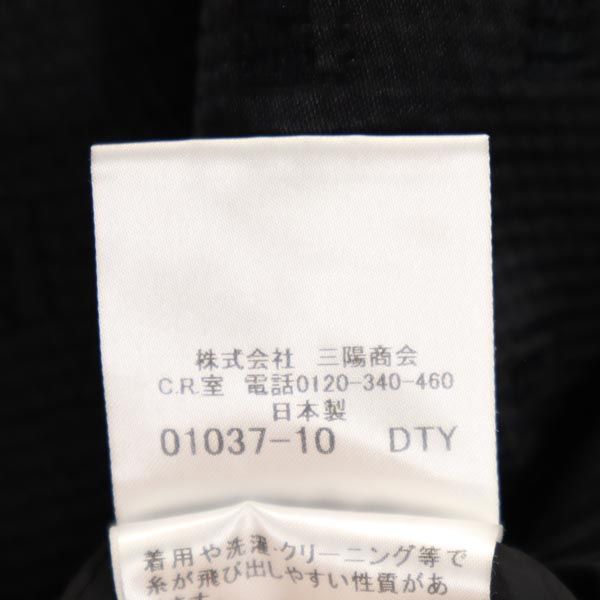 株式会社 三陽商会
C.R.室 電話0120-340-460
日本製
01037-10 DTY
着用や洗濯・クリーニング等で
糸が飛び出しやすい性質があ